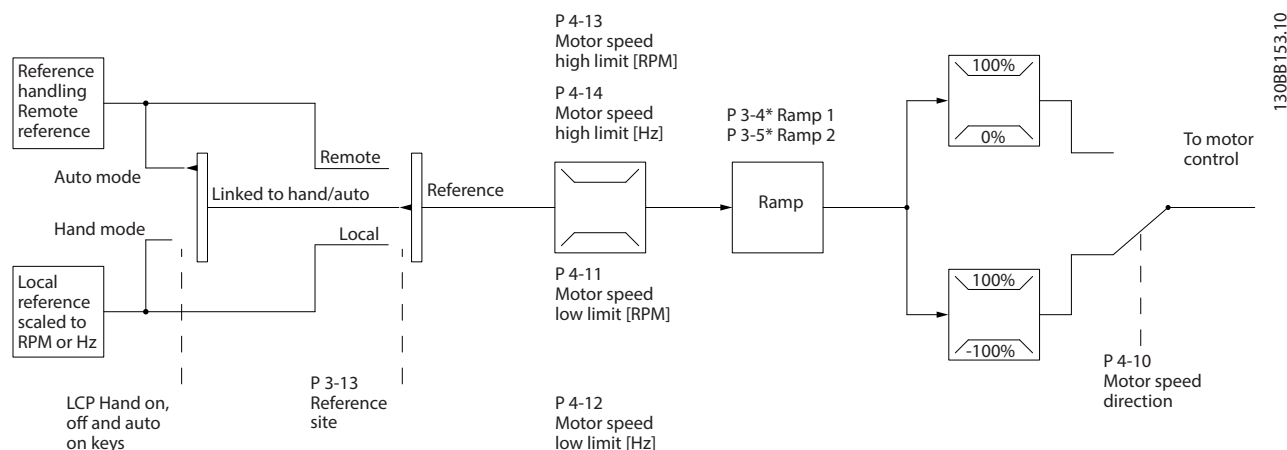 P 4-13
Motor speed
high limit [RPM]
P 4-14
Motor speed
high limit [Hz]
P 3-4* Ramp 1
P 3-5* Ramp 2
130BB153.10
Reference
handling
Remote
reference
Auto mode
Hand mode
Linked to hand/auto
Local
reference
scaled to
RPM or Hz
Remote
Local
Reference
Ramp
100%
0%
100%
-100%
To motor
control
P 4-11
Motor speed
low limit [RPM]
P 4-10
Motor speed
direction
LCP Hand on,
off and auto
on keys
P 3-13
Reference
site
P 4-12
Motor speed
low limit [Hz]